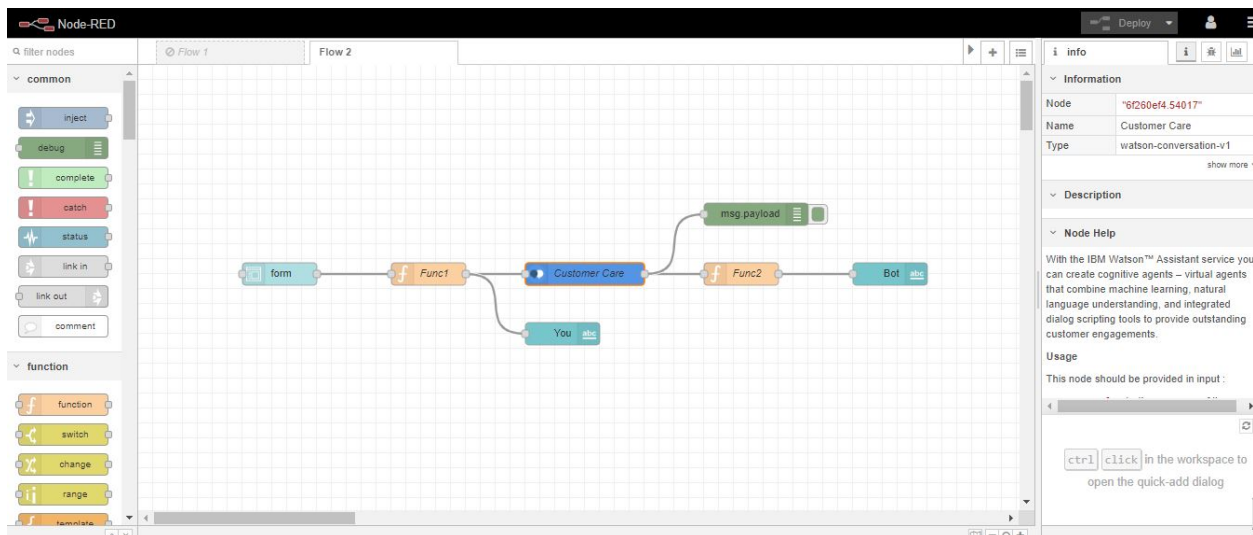 Node-RED
Deploy
filter nodes
Flow 1
Flow 2
i info
i
common
inject
debug
complete
catch
status
link in
link out
comment
function
function
switch
change
range
template
form
Func1
Customer Care
msg.payload
Func2
Bot abc
You abc
Information
Node "6f260ef4.54017"
Name Customer Care
Type watson-conversation-v1
show more
Description
Node Help
With the IBM Watson™ Assistant service you
can create cognitive agents – virtual agents
that combine machine learning, natural
language understanding, and integrated
dialog scripting tools to provide outstanding
customer engagements.
Usage
This node should be provided in input :
ctrl click in the workspace to
open the quick-add dialog